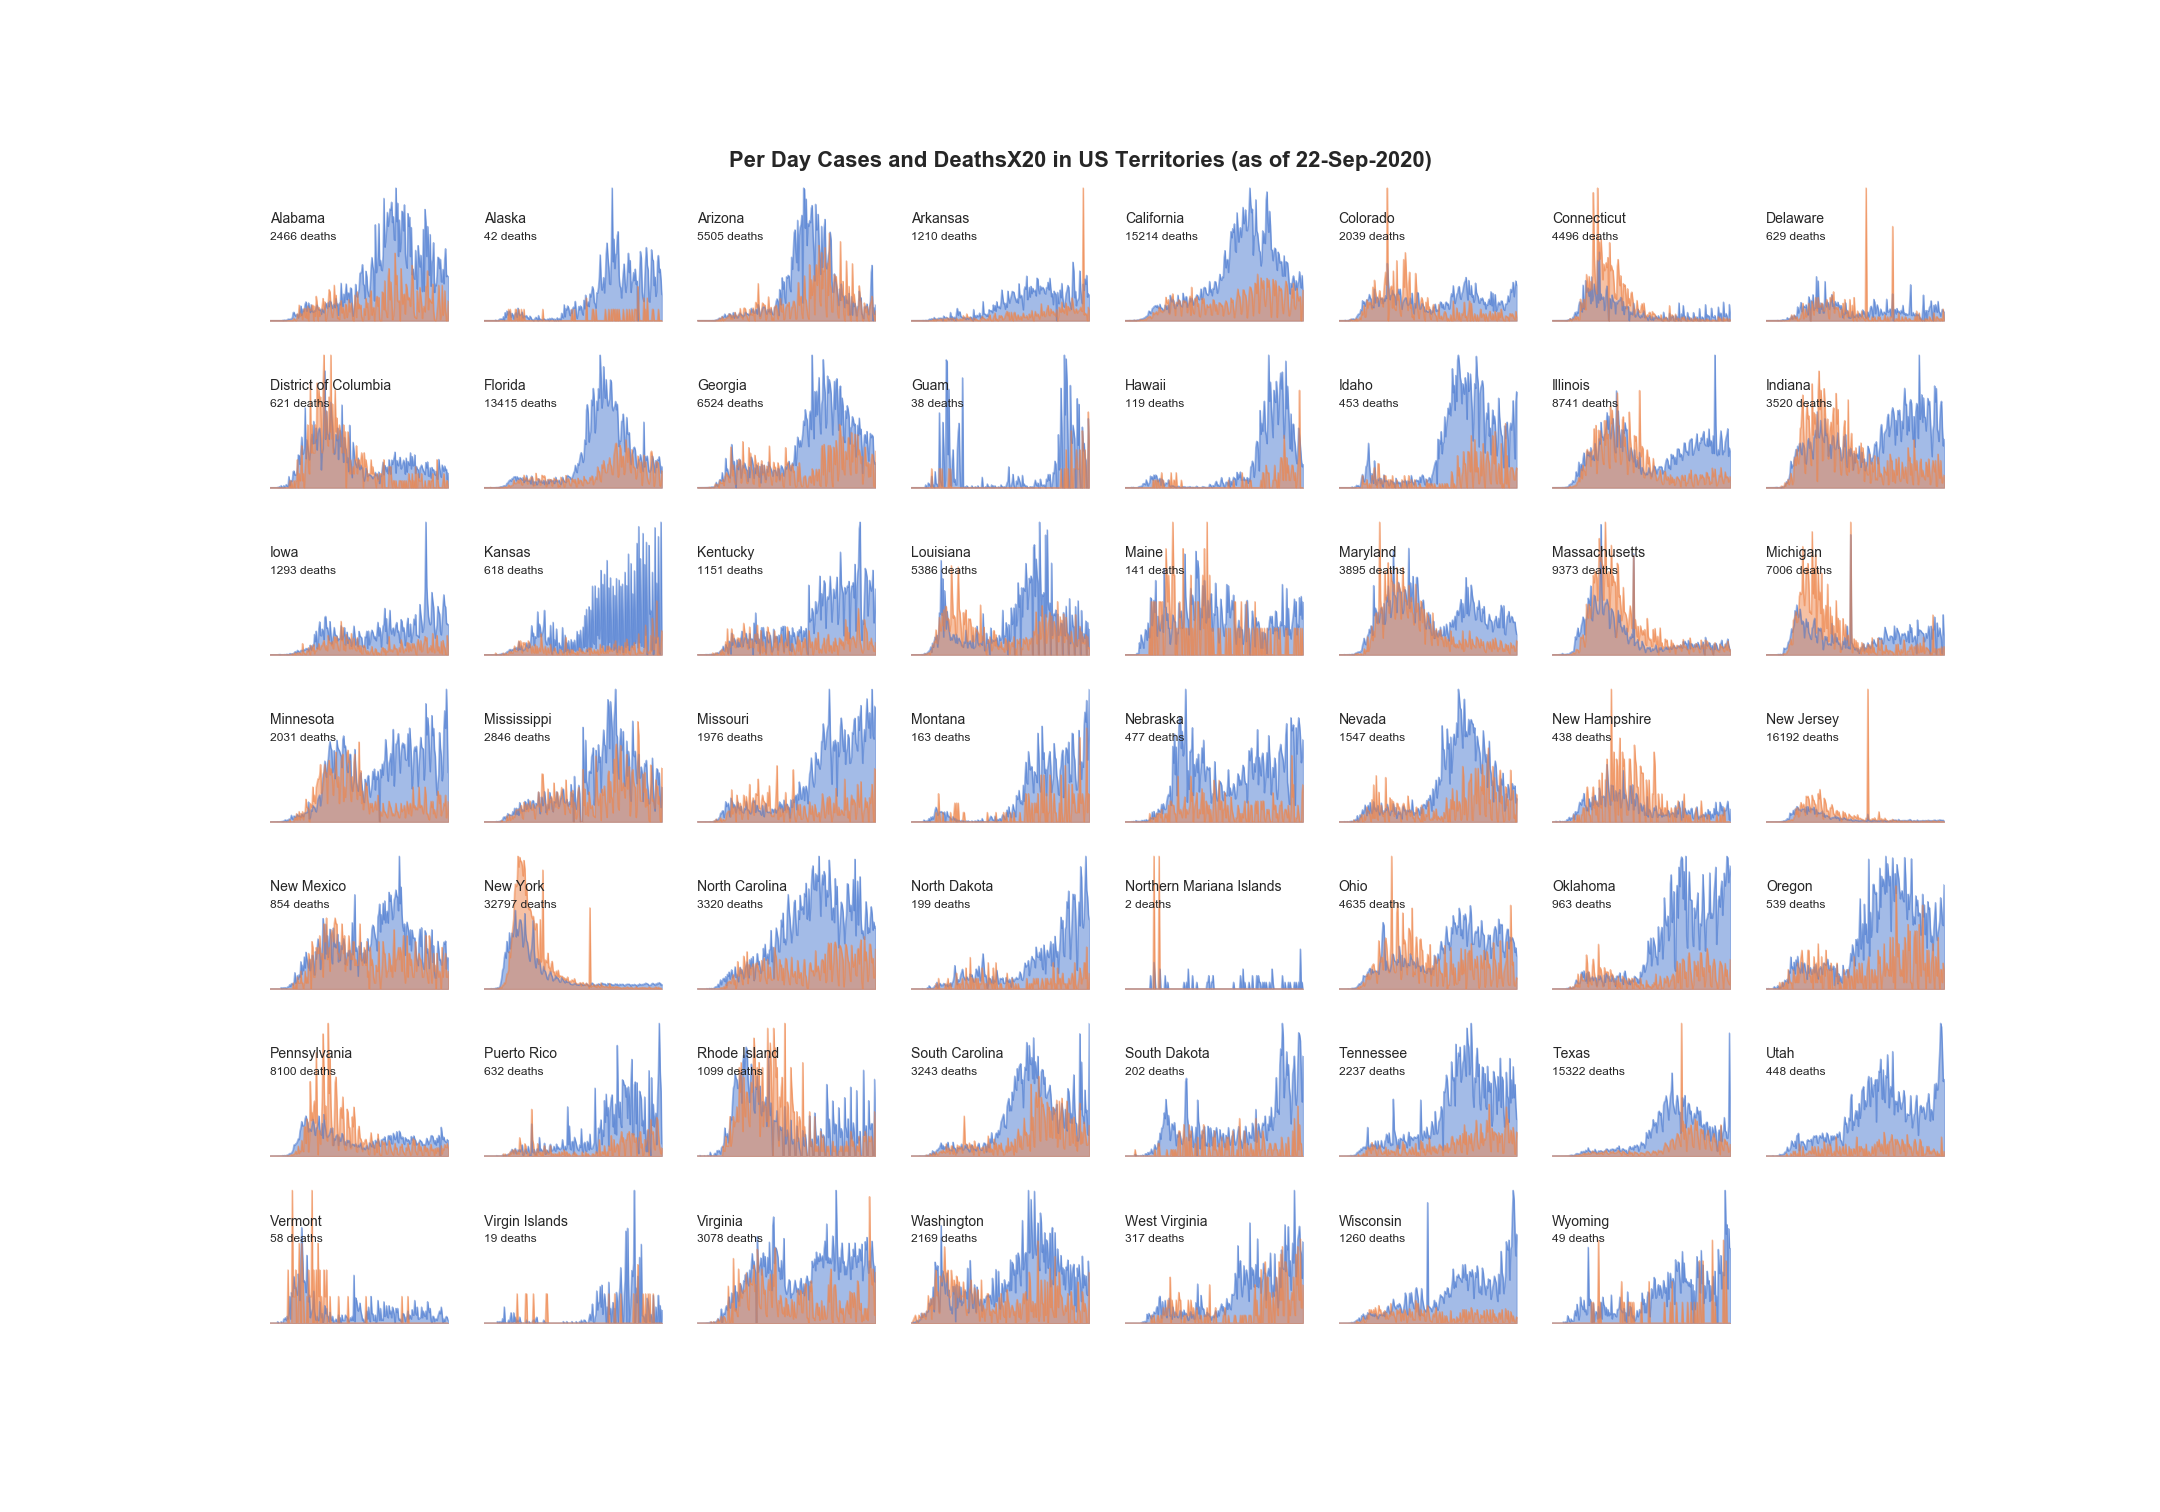 Per Day Cases and DeathsX20 in US Territories (as of 22-Sep-2020)
Alabama
2466 deaths
Alaska
42 deaths
Arizona
5505 deaths
Arkansas
1210 deaths
California
15214 deaths
Colorado
2039 deaths
Connecticut
4496 deaths
Delaware
629 deaths
District of Columbia
621 deaths
Florida
13415 deaths
Georgia
6524 deaths
Guam
38 deaths
Hawaii
119 deaths
Idaho
453 deaths
Illinois
8741 deaths
Indiana
3520 deaths
Iowa
1293 deaths
Kansas
618 deaths
Kentucky
1151 deaths
Louisiana
5386 deaths
Maine
141 deaths
Maryland
3895 deaths
Massachusetts
9373 deaths
Michigan
7006 deaths
Minnesota
2031 deaths
Mississippi
2846 deaths
Missouri
1976 deaths
Montana
163 deaths
Nebraska
477 deaths
Nevada
1547 deaths
New Hampshire
438 deaths
New Jersey
16192 deaths
New Mexico
854 deaths
New York
32797 deaths
North Carolina
3320 deaths
North Dakota
199 deaths
Northern Mariana Islands
2 deaths
Ohio
4635 deaths
Oklahoma
963 deaths
Oregon
539 deaths
Pennsylvania
8100 deaths
Puerto Rico
632 deaths
Rhode Island
1099 deaths
South Carolina
3243 deaths
South Dakota
202 deaths
Tennessee
2237 deaths
Texas
15322 deaths
Utah
448 deaths
Vermont
58 deaths
Virgin Islands
19 deaths
Virginia
3078 deaths
Washington
2169 deaths
West Virginia
317 deaths
Wisconsin
1260 deaths
Wyoming
49 deaths